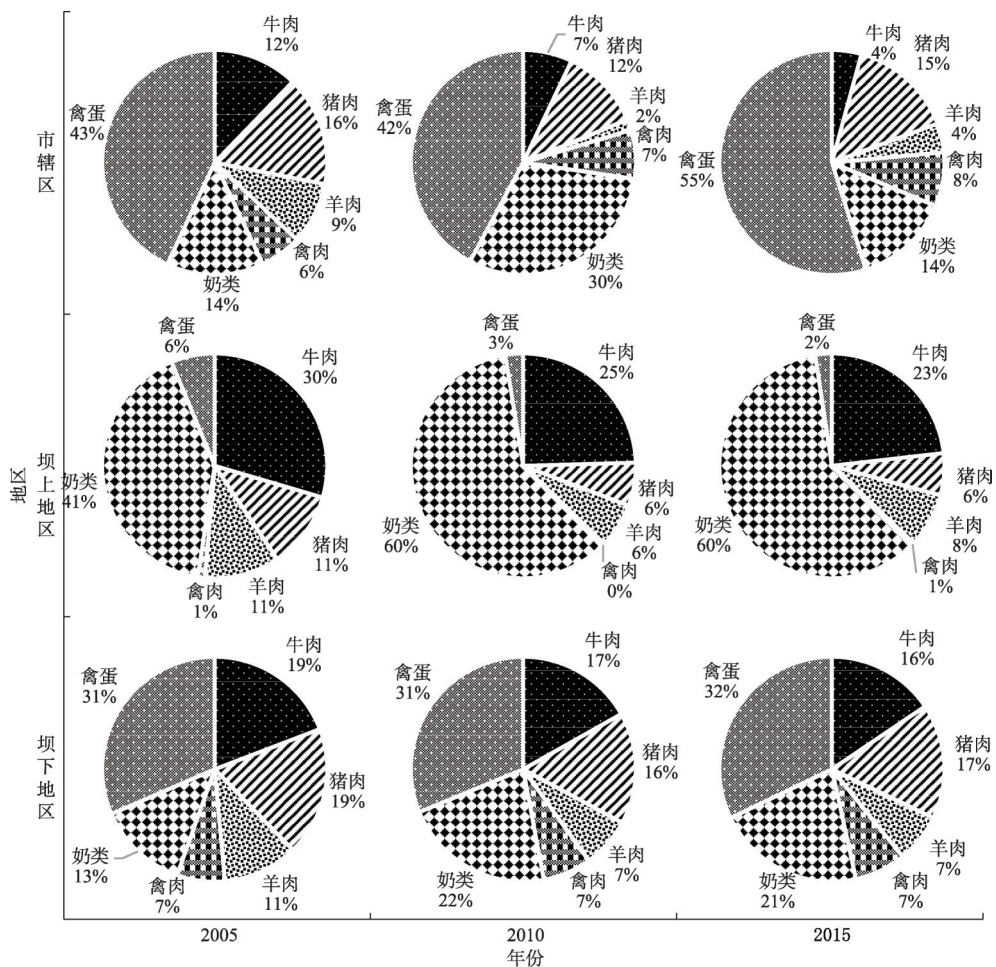 市辖区
牛肉
12%
猪肉
16%
羊肉
9%
禽肉
6%
奶类
14%
禽蛋
43%
牛肉
7%
猪肉
12%
羊肉
2%
禽肉
7%
奶类
30%
禽蛋
42%
牛肉
4%
猪肉
15%
羊肉
4%
禽肉
8%
奶类
14%
禽蛋
55%
地区
坝上地区
牛肉
30%
猪肉
11%
羊肉
11%
禽肉
1%
奶类
41%
禽蛋
6%
牛肉
25%
猪肉
6%
羊肉
6%
禽肉
0%
奶类
60%
禽蛋
3%
牛肉
23%
猪肉
6%
羊肉
8%
禽肉
1%
奶类
60%
禽蛋
2%
坝下地区
牛肉
19%
猪肉
19%
羊肉
11%
禽肉
7%
奶类
13%
禽蛋
31%
牛肉
17%
猪肉
16%
羊肉
7%
禽肉
7%
奶类
22%
禽蛋
31%
牛肉
16%
猪肉
17%
羊肉
7%
禽肉
7%
奶类
21%
禽蛋
32%
2005
2010
2015
年份